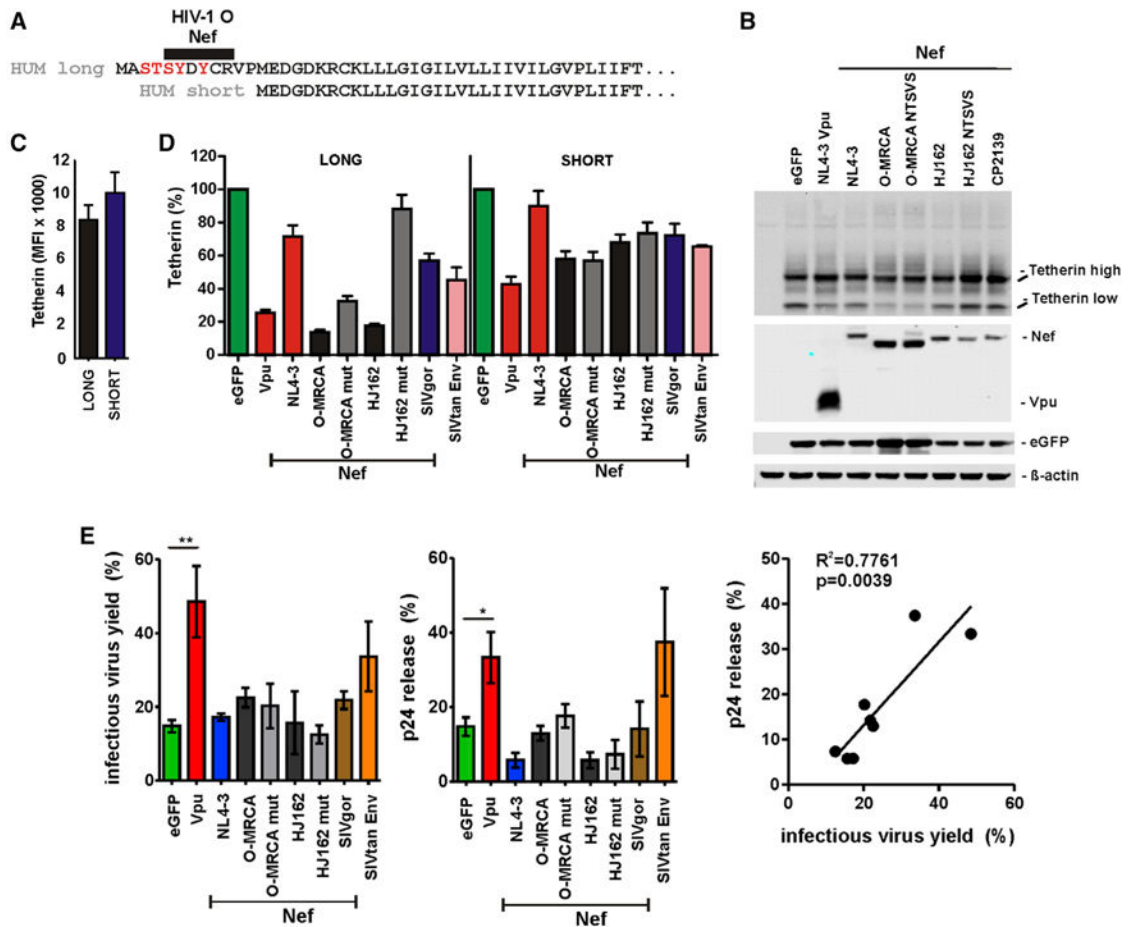 A
HIV-1 O
Nef
HUM long MASTSYDYCRVPMEDGDKRCKLLLGIGILVLLIIVILGVPLIIFT...
HUM short MEDGDKRCKLLLGIGILVLLIIVILGVPLIIFT...
B
Nef
eGFP
NL4-3 Vpu
NL4-3
O-MRCA
O-MRCA NTSVS
HJ162
HJ162 NTSVS
CP2139
- Tetherin high
- Tetherin low
- Nef
- Vpu
- eGFP
- ß-actin
C
Tetherin (MFI x 1000)
12
10
8
6
4
2
0
LONG
SHORT
D
LONG
SHORT
Tetherin (%)
120
100
80
60
40
20
0
eGFP
Vpu
NL4-3
O-MRCA
O-MRCA mut
HJ162
HJ162 mut
SIVgor
SIVtan Env
eGFP
Vpu
NL4-3
O-MRCA
O-MRCA mut
HJ162
HJ162 mut
SIVgor
SIVtan Env
Nef
Nef
E
infectious virus yield (%)
60
40
20
0
**
eGFP
Vpu
NL4-3
O-MRCA
O-MRCA mut
HJ162
HJ162 mut
SIVgor
SIVtan Env
Nef
p24 release (%)
60
40
20
0
*
eGFP
Vpu
NL4-3
O-MRCA
O-MRCA mut
HJ162
HJ162 mut
SIVgor
SIVtan Env
Nef
p24 release (%)
50
40
30
20
10
0
R²=0.7761
p=0.0039
0
20
40
60
infectious virus yield (%)